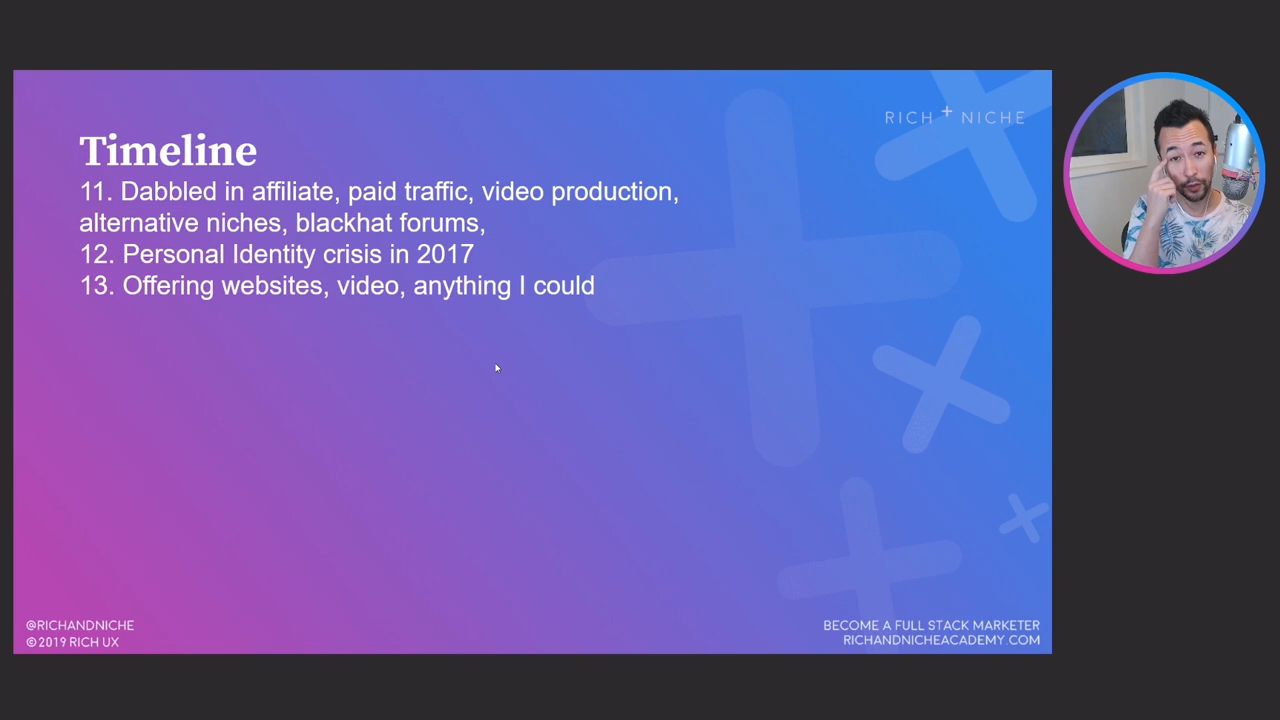 RICH + NICHE
Timeline
11. Dabbled in affiliate, paid traffic, video production,
alternative niches, blackhat forums,
12. Personal Identity crisis in 2017
13. Offering websites, video, anything I could
@RICHANDNICHE
©2019 RICH UX
BECOME A FULL STACK MARKETER
RICHANDNICHEACADEMY.COM